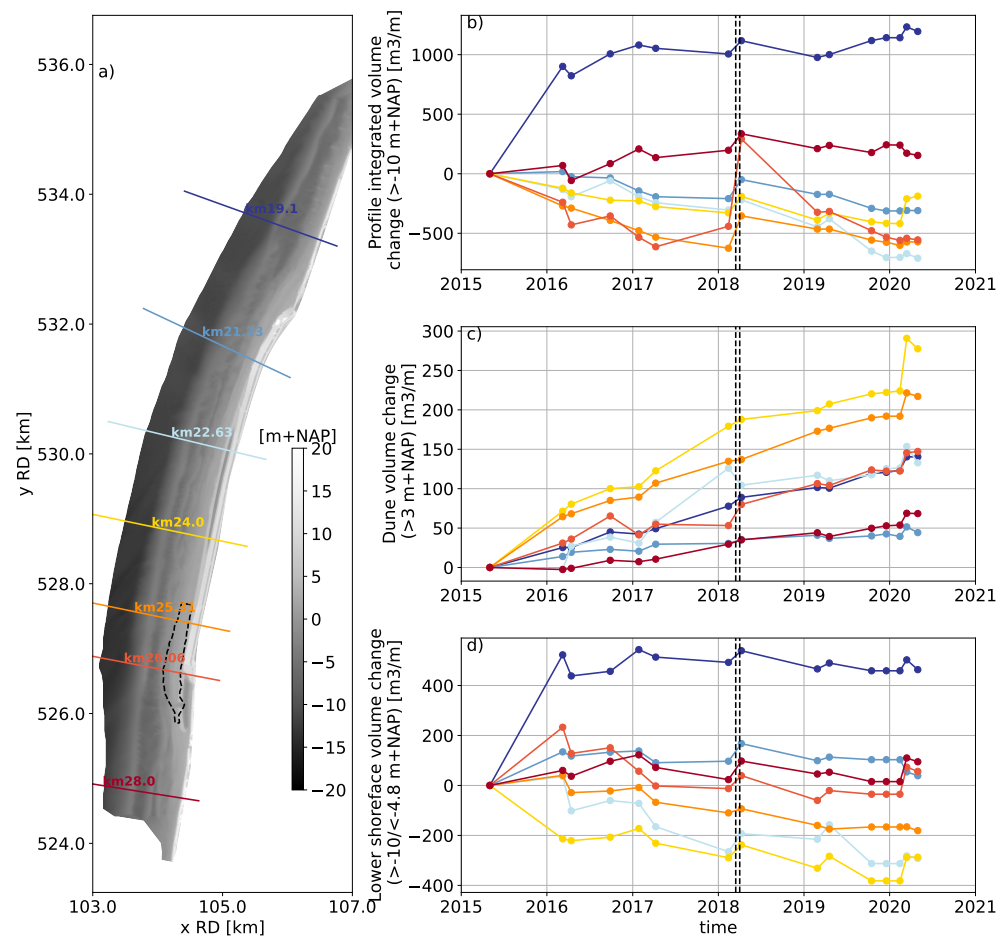 a)
536.0
534.0
532.0
530.0
528.0
526.0
524.0
y RD [km]
103.0
105.0
107.0
x RD [km]
km19.1
km22.63
km24.0
km26.06
km28.0
[m+NAP]
20
15
10
5
0
−5
−10
−15
−20
b)
Profile integrated volume
change (>-10 m+NAP) [m3/m]
1000
500
0
−500
2015
2016
2017
2018
2019
2020
2021
c)
Dune volume change
(>3 m+NAP) [m3/m]
300
250
200
150
100
50
0
2015
2016
2017
2018
2019
2020
2021
d)
Lower shoreface volume change
(>-10/<-4.8 m+NAP) [m3/m]
400
200
0
−200
−400
2015
2016
2017
2018
2019
2020
2021
time